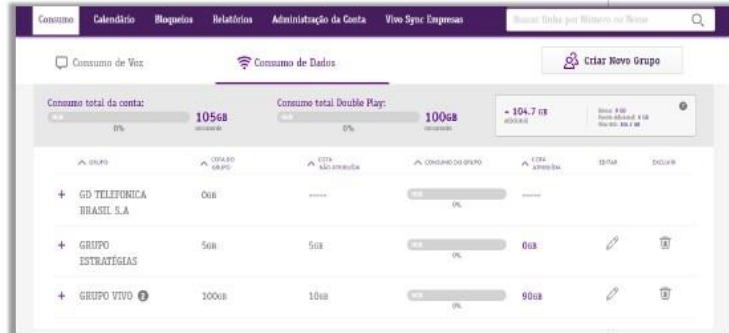 Consumo Calendário Bloqueios Relatórios Administração da Conta Vivo Sync Empresas Buscar linha por Número ou Nome
Consumo de Voz Consumo de Dados Criar Novo Grupo
Consumo total da conta: 105GB 0%
Consumo total Double Play: 100GB 0%
- 104.7 GB
GRUPO COTA DO GRUPO COTA NÃO ATRIBUÍDA CONSUMO DO GRUPO COTA ATRIBUÍDA EDITAR EXCLUIR
+ GD TELEFONICA BRASIL S.A 0GB ----- 0% -----
+ GRUPO ESTRATÉGIAS 5GB 5GB 0% 0GB
+ GRUPO VIVO 2 100GB 10GB 0% 90GB